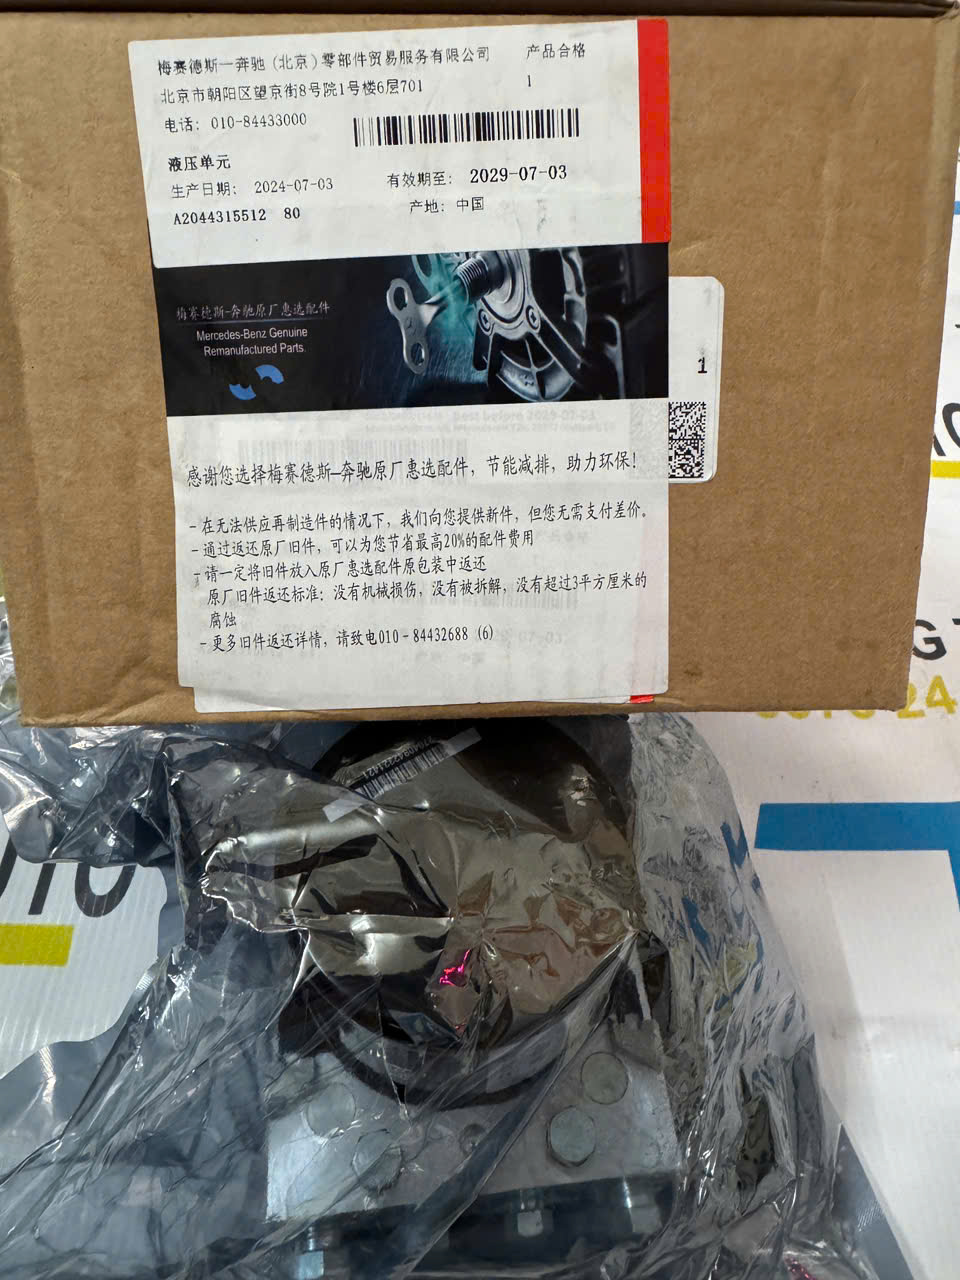 梅赛德斯—奔驰（北京）零部件贸易服务有限公司
产品合格
北京市朝阳区望京街8号院1号楼6层701
1
电话：010-84433000
液压单元
生产日期：2024-07-03
有效期至：2029-07-03
A2044315512 80
产地：中国
梅赛德斯-奔驰原厂惠选配件
Mercedes-Benz Genuine
Remanufactured Parts.
1
感谢您选择梅赛德斯—奔驰原厂惠选配件，节能减排，助力环保！
- 在无法供应再制造件的情况下，我们向您提供新件，但您无需支付差价。
- 通过返还原厂旧件，可以为您节省最高20%的配件费用
- 请一定将旧件放入原厂惠选配件原包装中返还
原厂旧件返还标准：没有机械损伤，没有被拆解，没有超过3平方厘米的
腐蚀
- 更多旧件返还详情，请致电010-84432688（6）